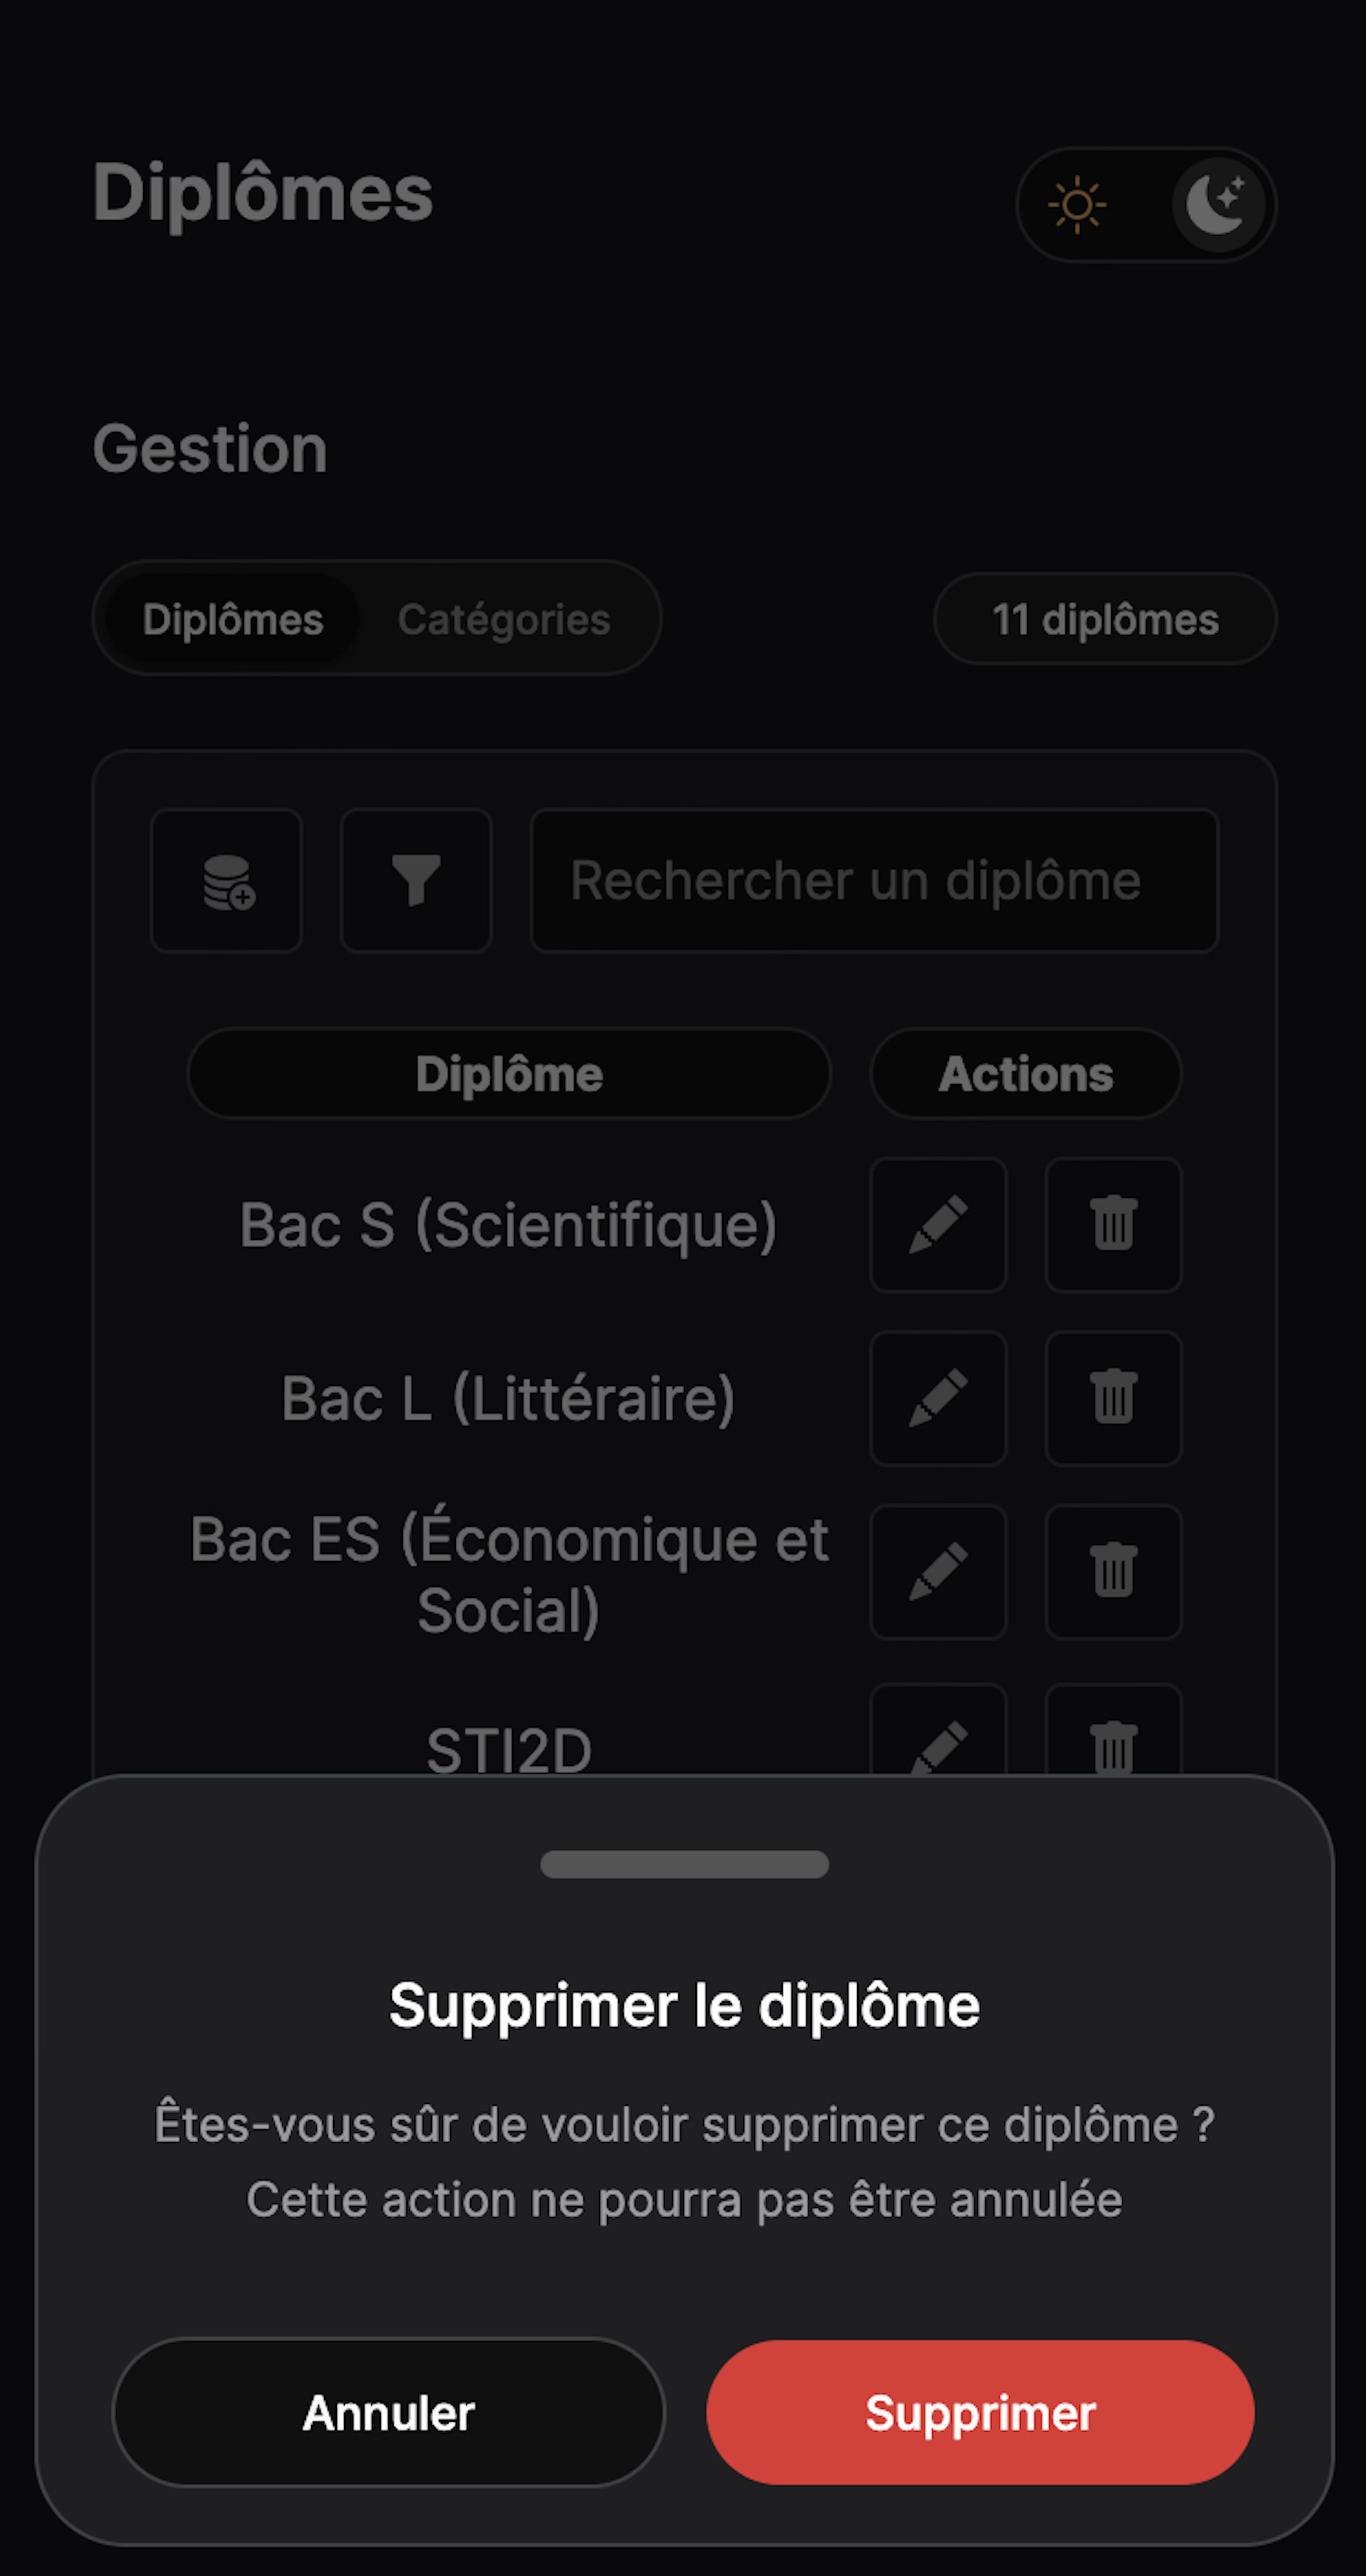 Diplômes
Gestion
Diplômes Catégories 11 diplômes
Rechercher un diplôme
Diplôme Actions
Bac S (Scientifique)
Bac L (Littéraire)
Bac ES (Économique et
Social)
STI2D
Supprimer le diplôme
Êtes-vous sûr de vouloir supprimer ce diplôme ?
Cette action ne pourra pas être annulée
Annuler Supprimer